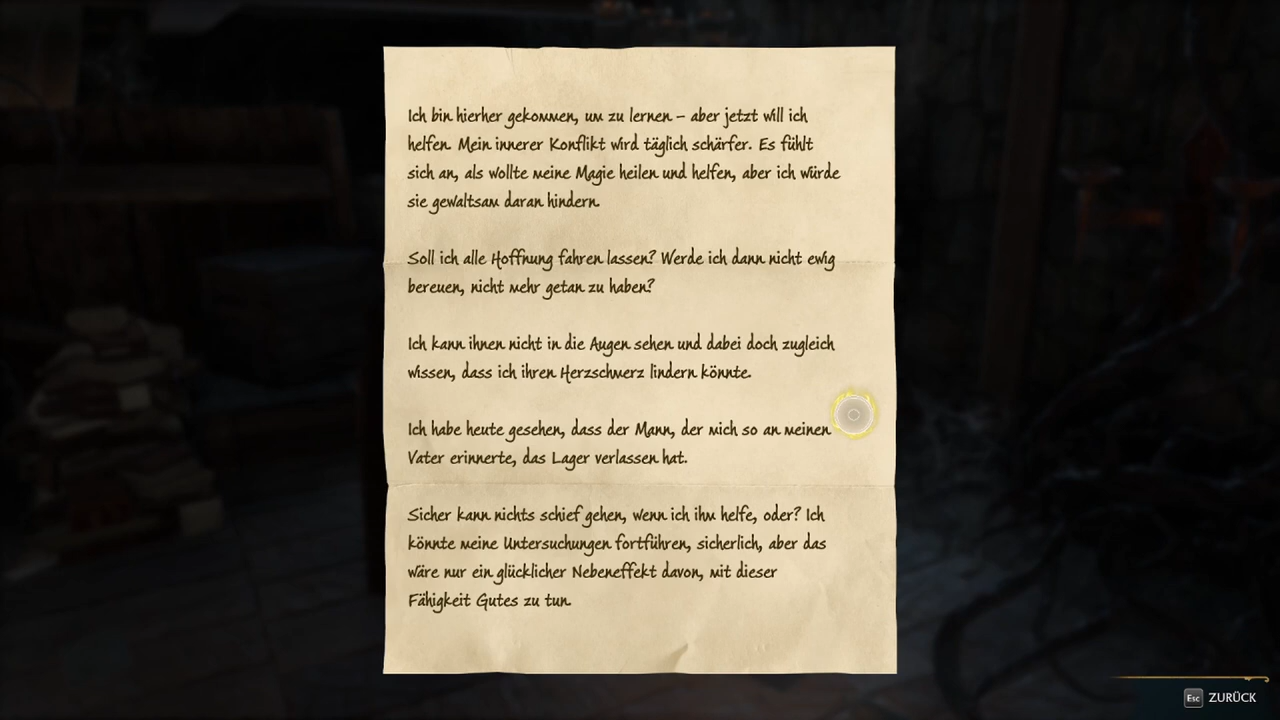 Ich bin hierher gekommen, um zu lernen – aber jetzt will ich
helfen. Mein innerer Konflikt wird täglich schärfer. Es fühlt
sich an, als wollte meine Magie heilen und helfen, aber ich würde
sie gewaltsam daran hindern.
Soll ich alle Hoffnung fahren lassen? Werde ich dann nicht ewig
bereuen, nicht mehr getan zu haben?
Ich kann ihnen nicht in die Augen sehen und dabei doch zugleich
wissen, dass ich ihren Herzschmerz lindern könnte.
Ich habe heute gesehen, dass der Mann, der mich so an meinen
Vater erinnerte, das Lager verlassen hat.
Sicher kann nichts schief gehen, wenn ich ihm helfe, oder? Ich
könnte meine Untersuchungen fortführen, sicherlich, aber das
wäre nur ein glücklicher Nebeneffekt davon, mit dieser
Fähigkeit Gutes zu tun.
Esc ZURÜCK